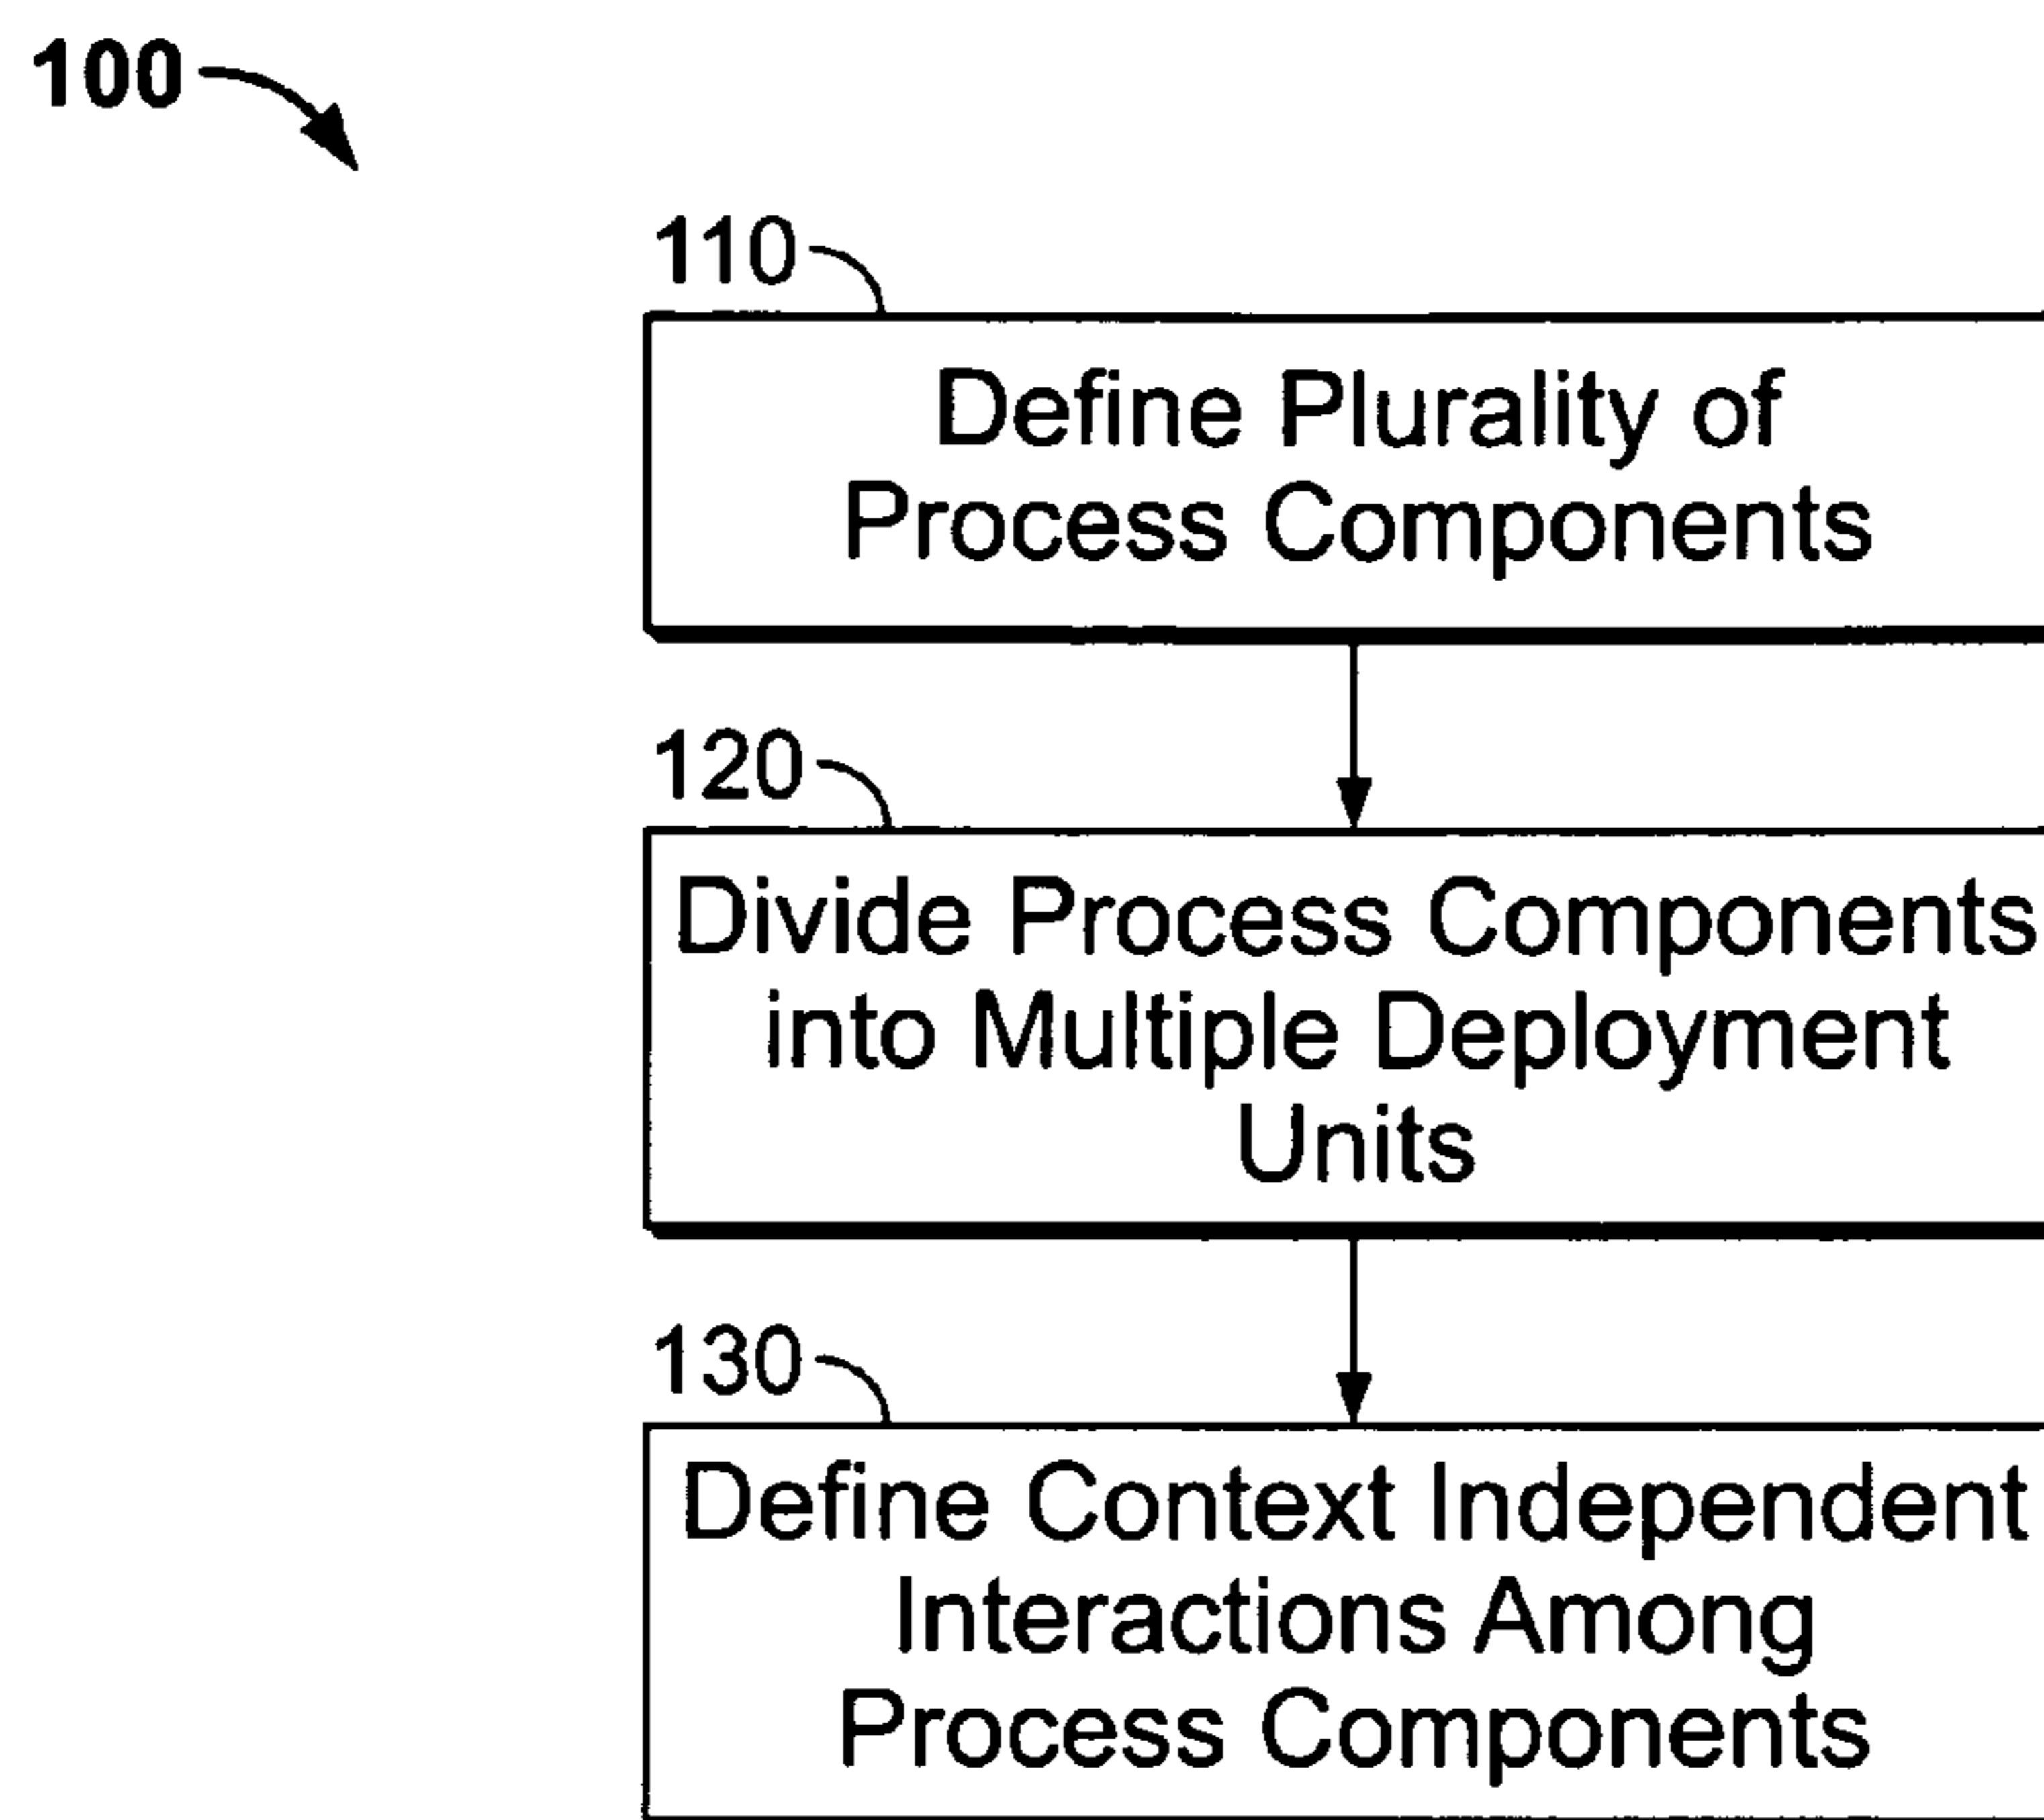 100
110
Define Plurality of
Process Components
120
Divide Process Components
into Multiple Deployment
Units
130
Define Context Independent
Interactions Among
Process Components